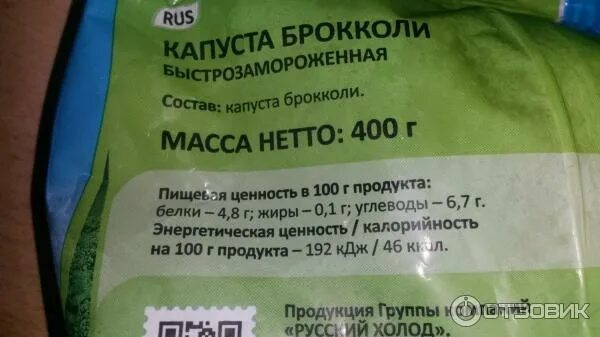 RUS
КАПУСТА БРОККОЛИ
БЫСТРОЗАМОРОЖЕННАЯ
Состав: капуста брокколи.
МАССА НЕТТО: 400 г
Пищевая ценность в 100 г продукта:
белки – 4,8 г; жиры – 0,1 г; углеводы – 6,7 г.
Энергетическая ценность / калорийность
на 100 г продукта – 192 кДж / 46 ккал.
Продукция Группы компаний
«РУССКИЙ ХОЛОД».
ОТЗОВИК